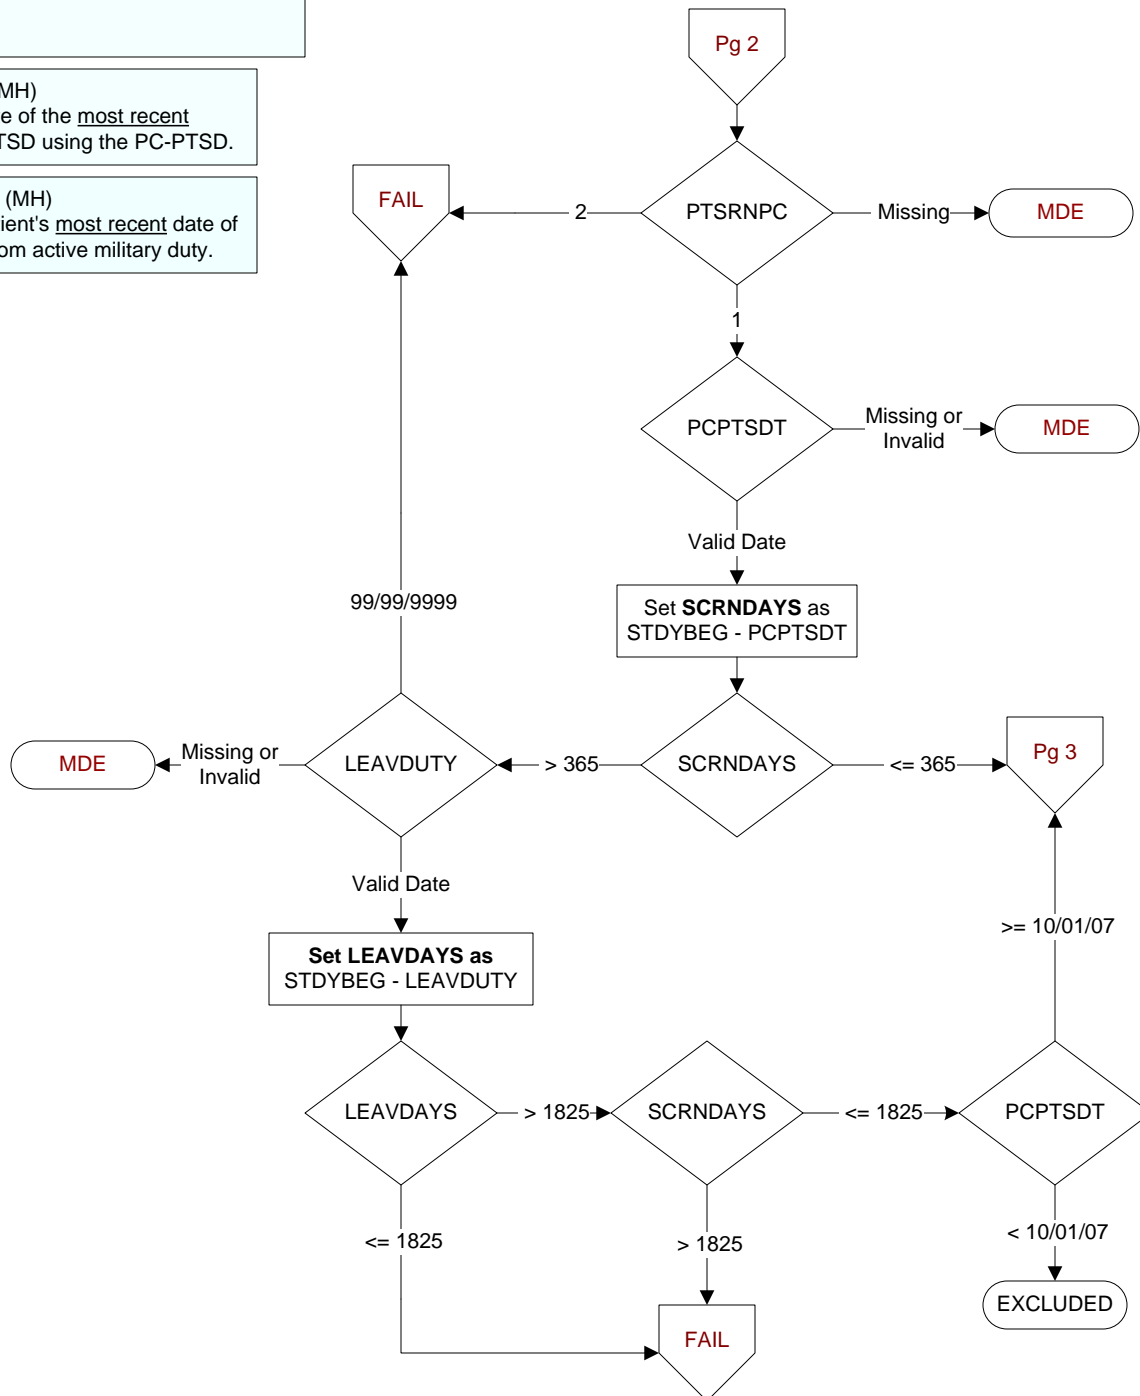 Pg 2
MH)
e of the most recent
TSD using the PC-PTSD.
(MH)
ient's most recent date of
om active military duty.
FAIL
2
PTSRNPC
Missing
MDE
1
PCPTSDT
Missing or
Invalid
MDE
Valid Date
99/99/9999
Set SCRNDAYS as
STDYBEG - PCPTSDT
MDE
Missing or
Invalid
LEAVDUTY
> 365
SCRNDAYS
<= 365
Pg 3
Valid Date
>= 10/01/07
Set LEAVDAYS as
STDYBEG - LEAVDUTY
LEAVDAYS
> 1825
SCRNDAYS
<= 1825
PCPTSDT
<= 1825
> 1825
< 10/01/07
EXCLUDED
FAIL